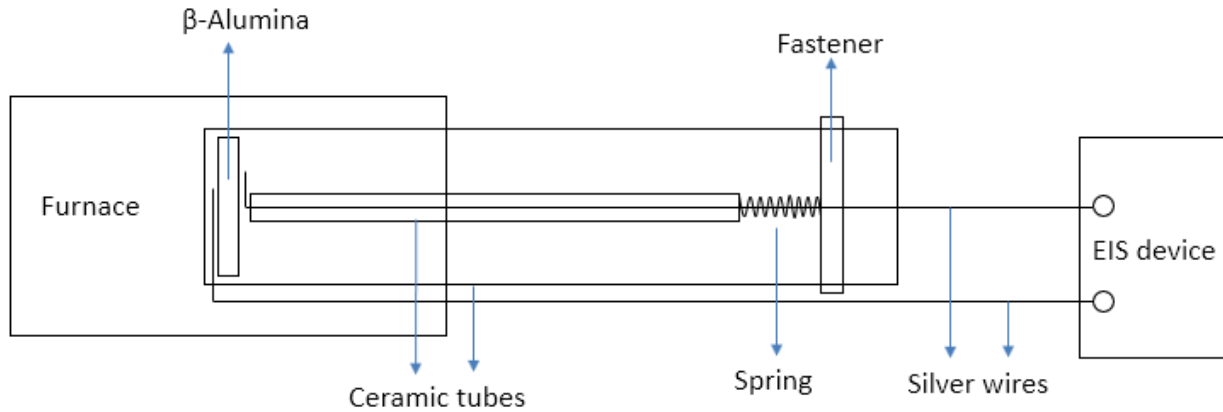 β-Alumina
Fastener
Furnace
EIS device
Ceramic tubes
Spring
Silver wires